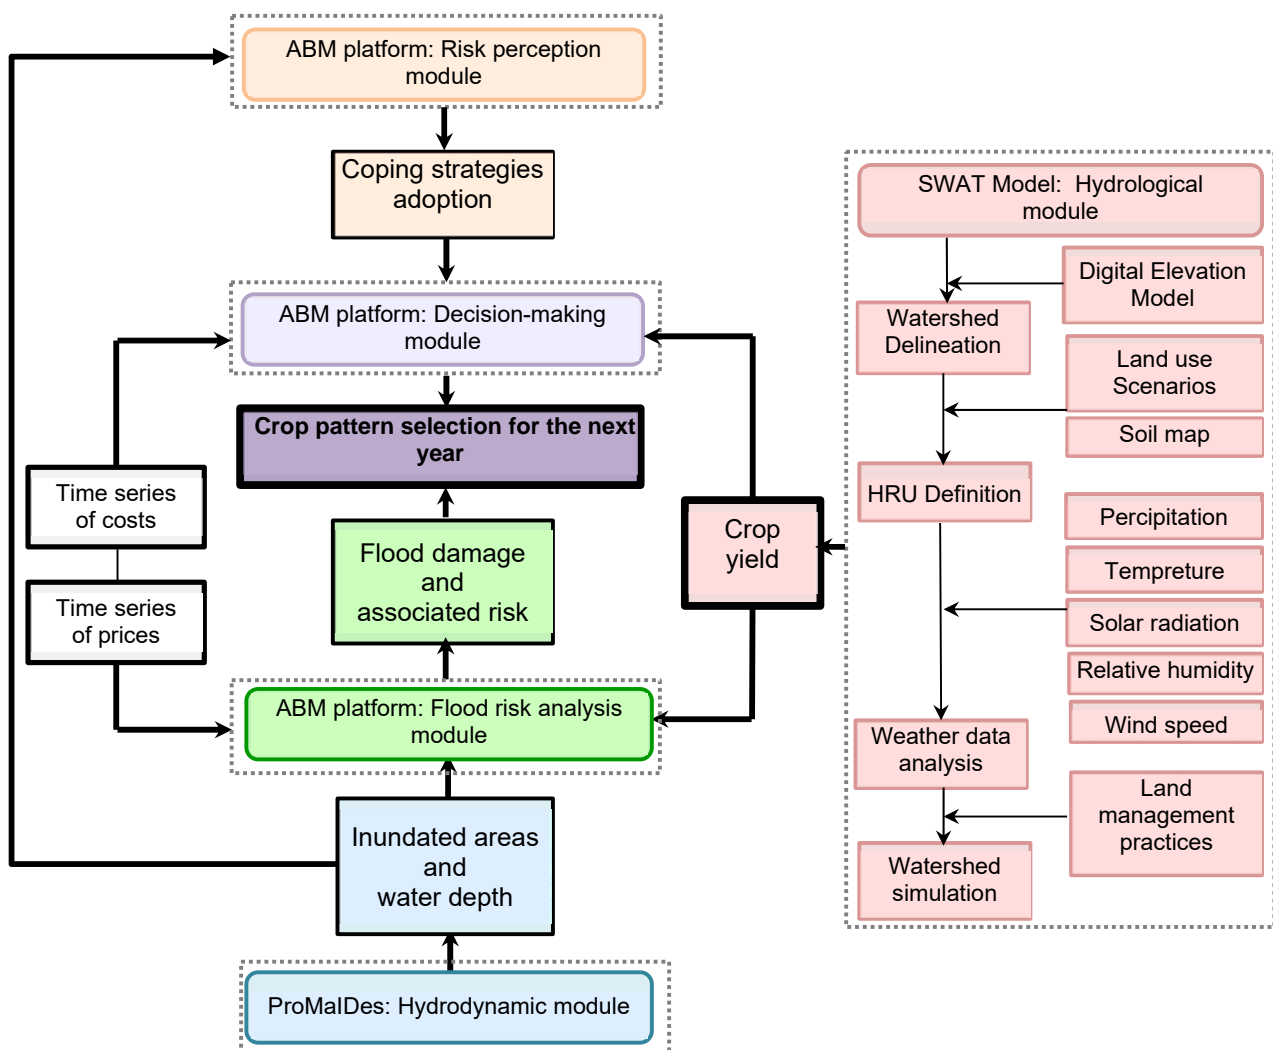 ABM platform: Risk perception
module
Coping strategies
adoption
ABM platform: Decision-making
module
Crop pattern selection for the next
year
Time series
of costs
Time series
of prices
Flood damage
and
associated risk
Crop
yield
ABM platform: Flood risk analysis
module
Inundated areas
and
water depth
ProMaIDes: Hydrodynamic module
SWAT Model:  Hydrological
module
Digital Elevation
Model
Watershed
Delineation
Land use
Scenarios
Soil map
HRU Definition
Percipitation
Tempreture
Solar radiation
Relative humidity
Wind speed
Weather data
analysis
Land
management
practices
Watershed
simulation